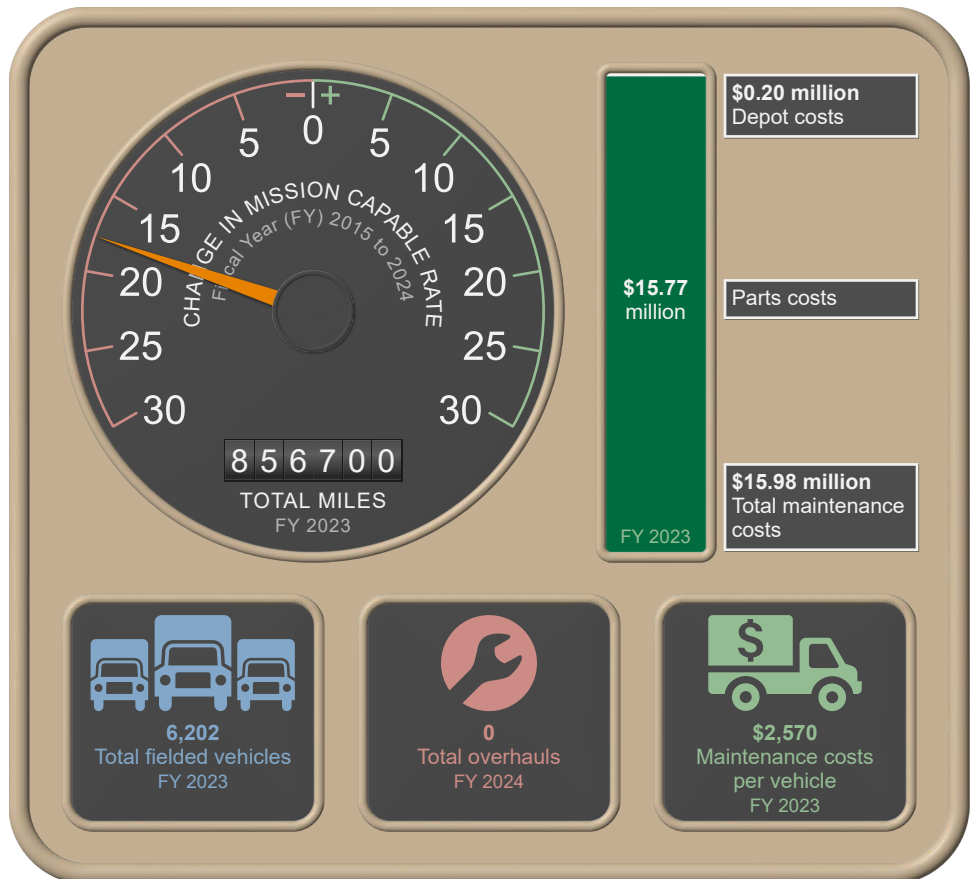 − +
0
5
5
10
10
15
15
20
20
25
25
30
30
CHANGE IN MISSION CAPABLE RATE
Fiscal Year (FY) 2015 to 2024
856700
TOTAL MILES
FY 2023
$0.20 million
Depot costs
$15.77
million
Parts costs
$15.98 million
Total maintenance
costs
FY 2023
6,202
Total fielded vehicles
FY 2023
0
Total overhauls
FY 2024
$
$2,570
Maintenance costs
per vehicle
FY 2023